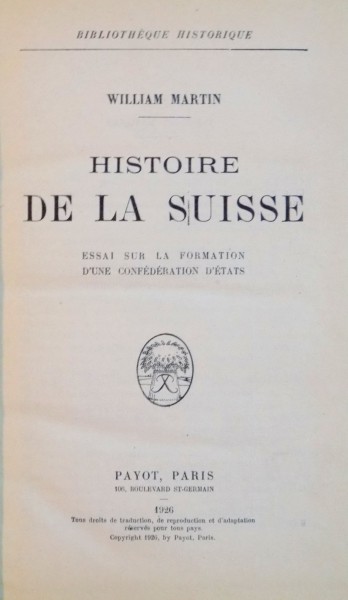 BIBLIOTHÈQUE HISTORIQUE
WILLIAM MARTIN
HISTOIRE
DE LA SUISSE
ESSAI SUR LA FORMATION
D'UNE CONFÉDÉRATION D'ÉTATS
PAYOT, PARIS
106, BOULEVARD ST-GERMAIN
1926
Tous droits de traduction, de reproduction et d'adaptation
réservés pour tous pays.
Copyright 1926, by Payot, Paris.